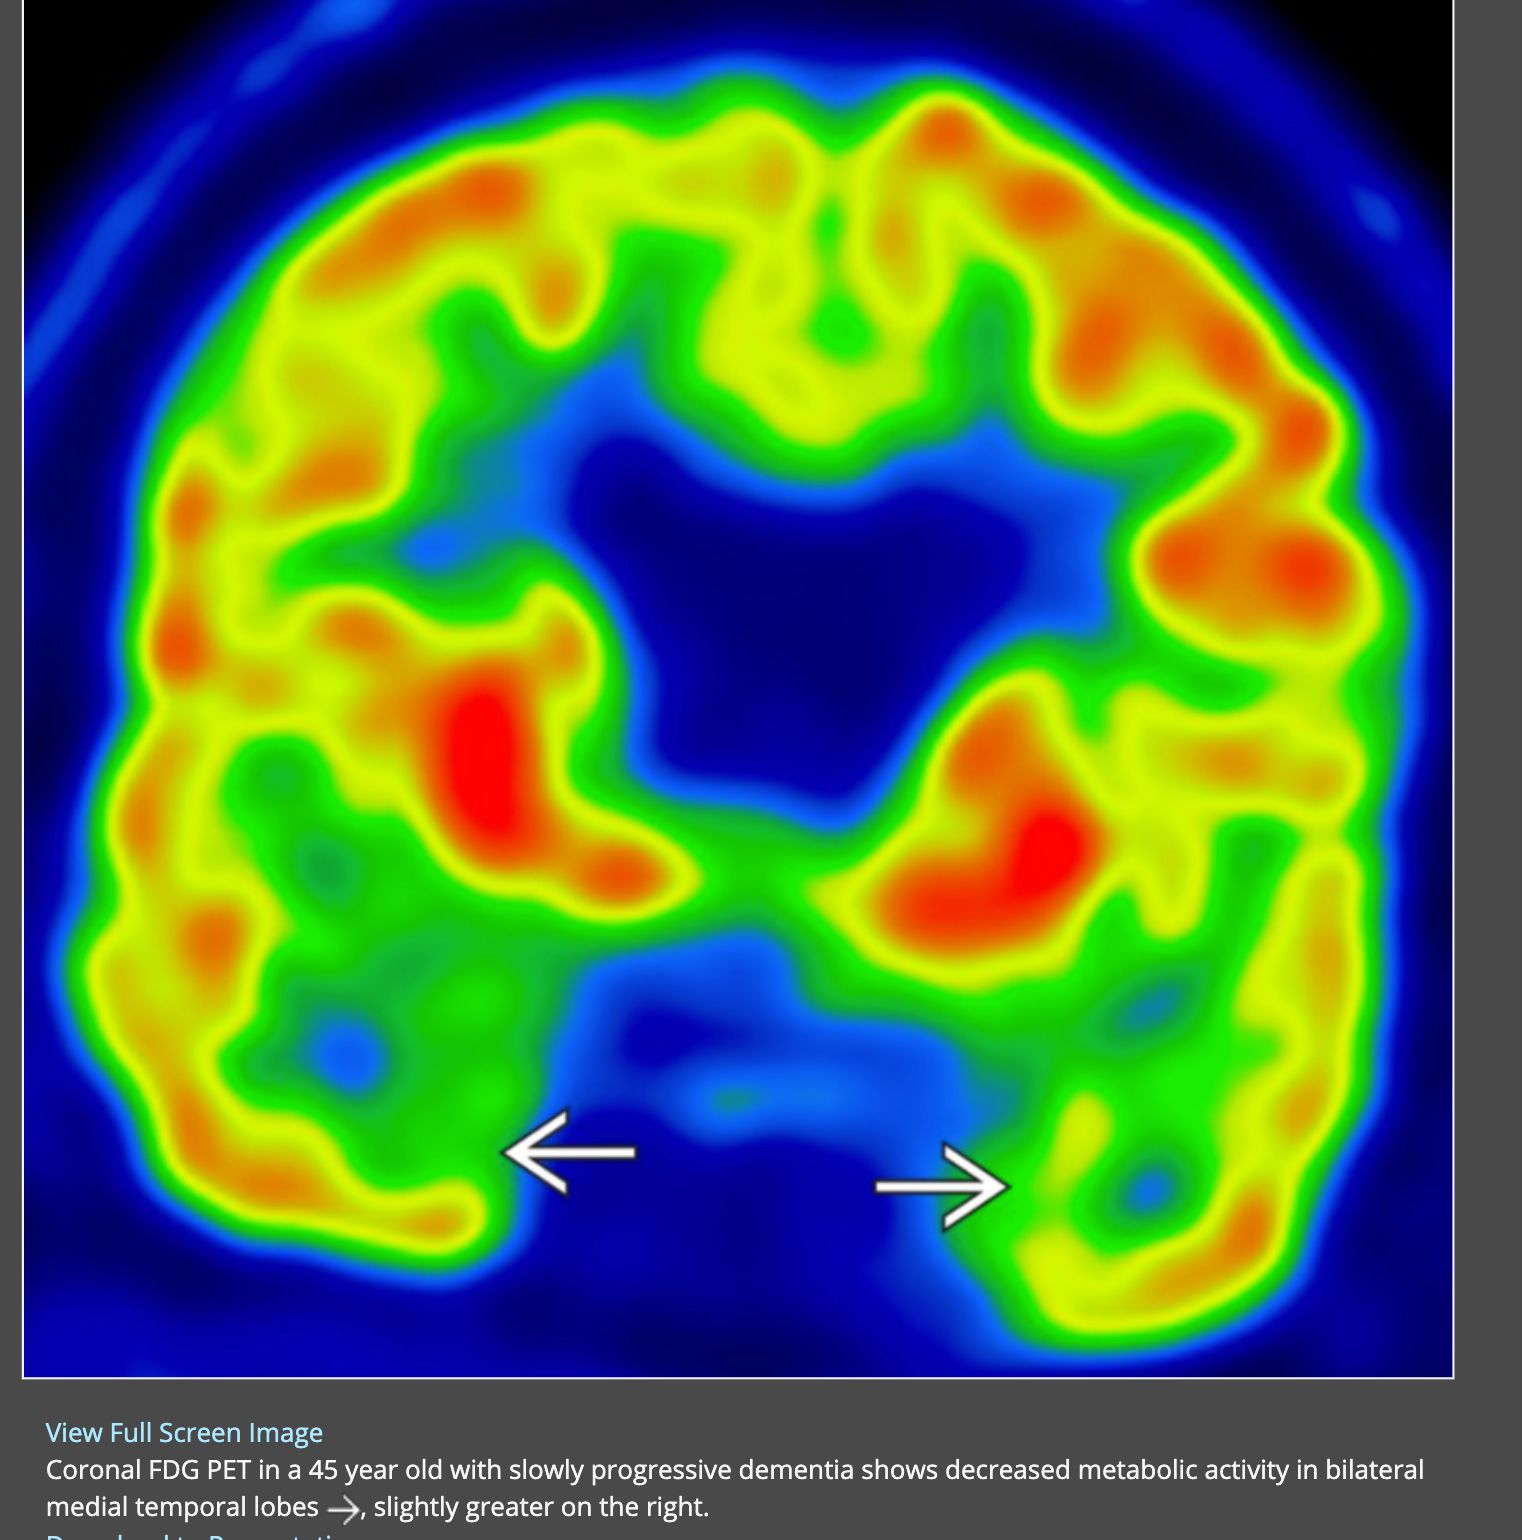 View Full Screen Image
Coronal FDG PET in a 45 year old with slowly progressive dementia shows decreased metabolic activity in bilateral
medial temporal lobes →, slightly greater on the right.